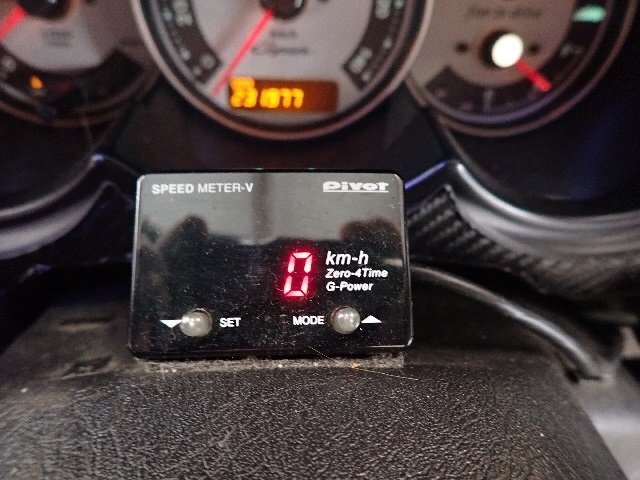 231877
SPEED METER-V
PIVOT
0
km-h
Zero-4Time
G-Power
SET
MODE